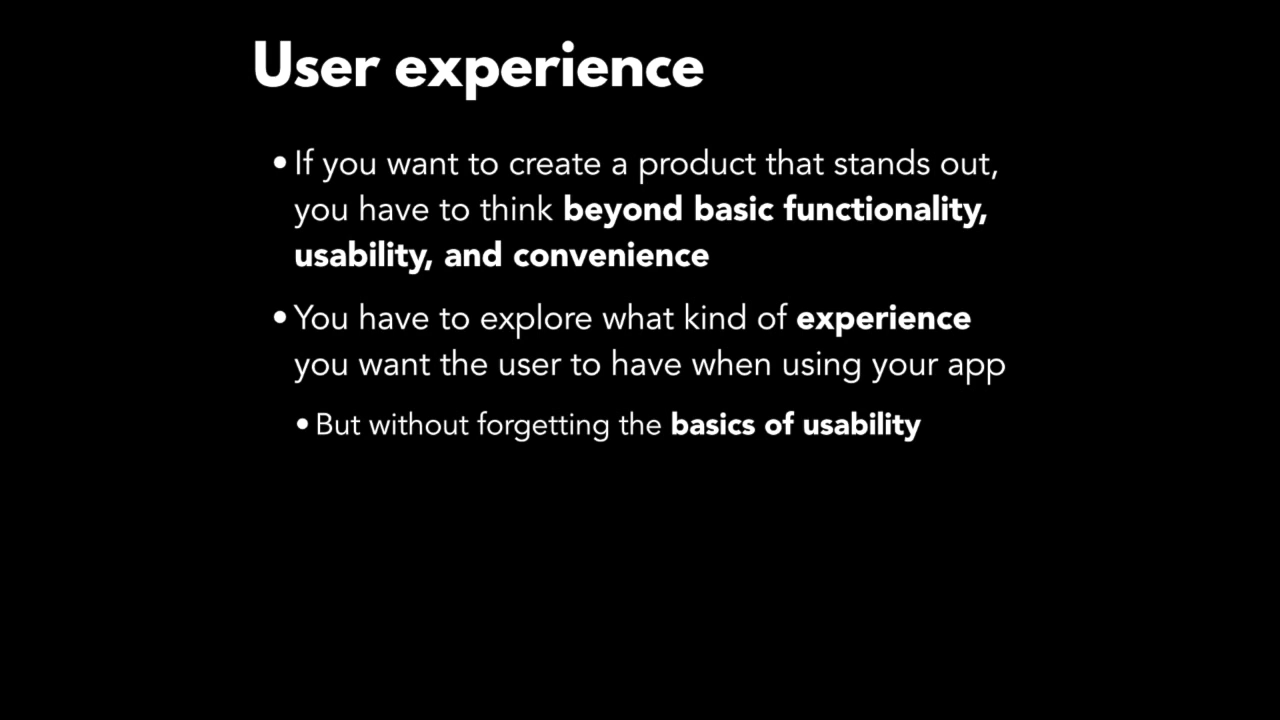 User experience
• If you want to create a product that stands out,
you have to think beyond basic functionality,
usability, and convenience
• You have to explore what kind of experience
you want the user to have when using your app
• But without forgetting the basics of usability